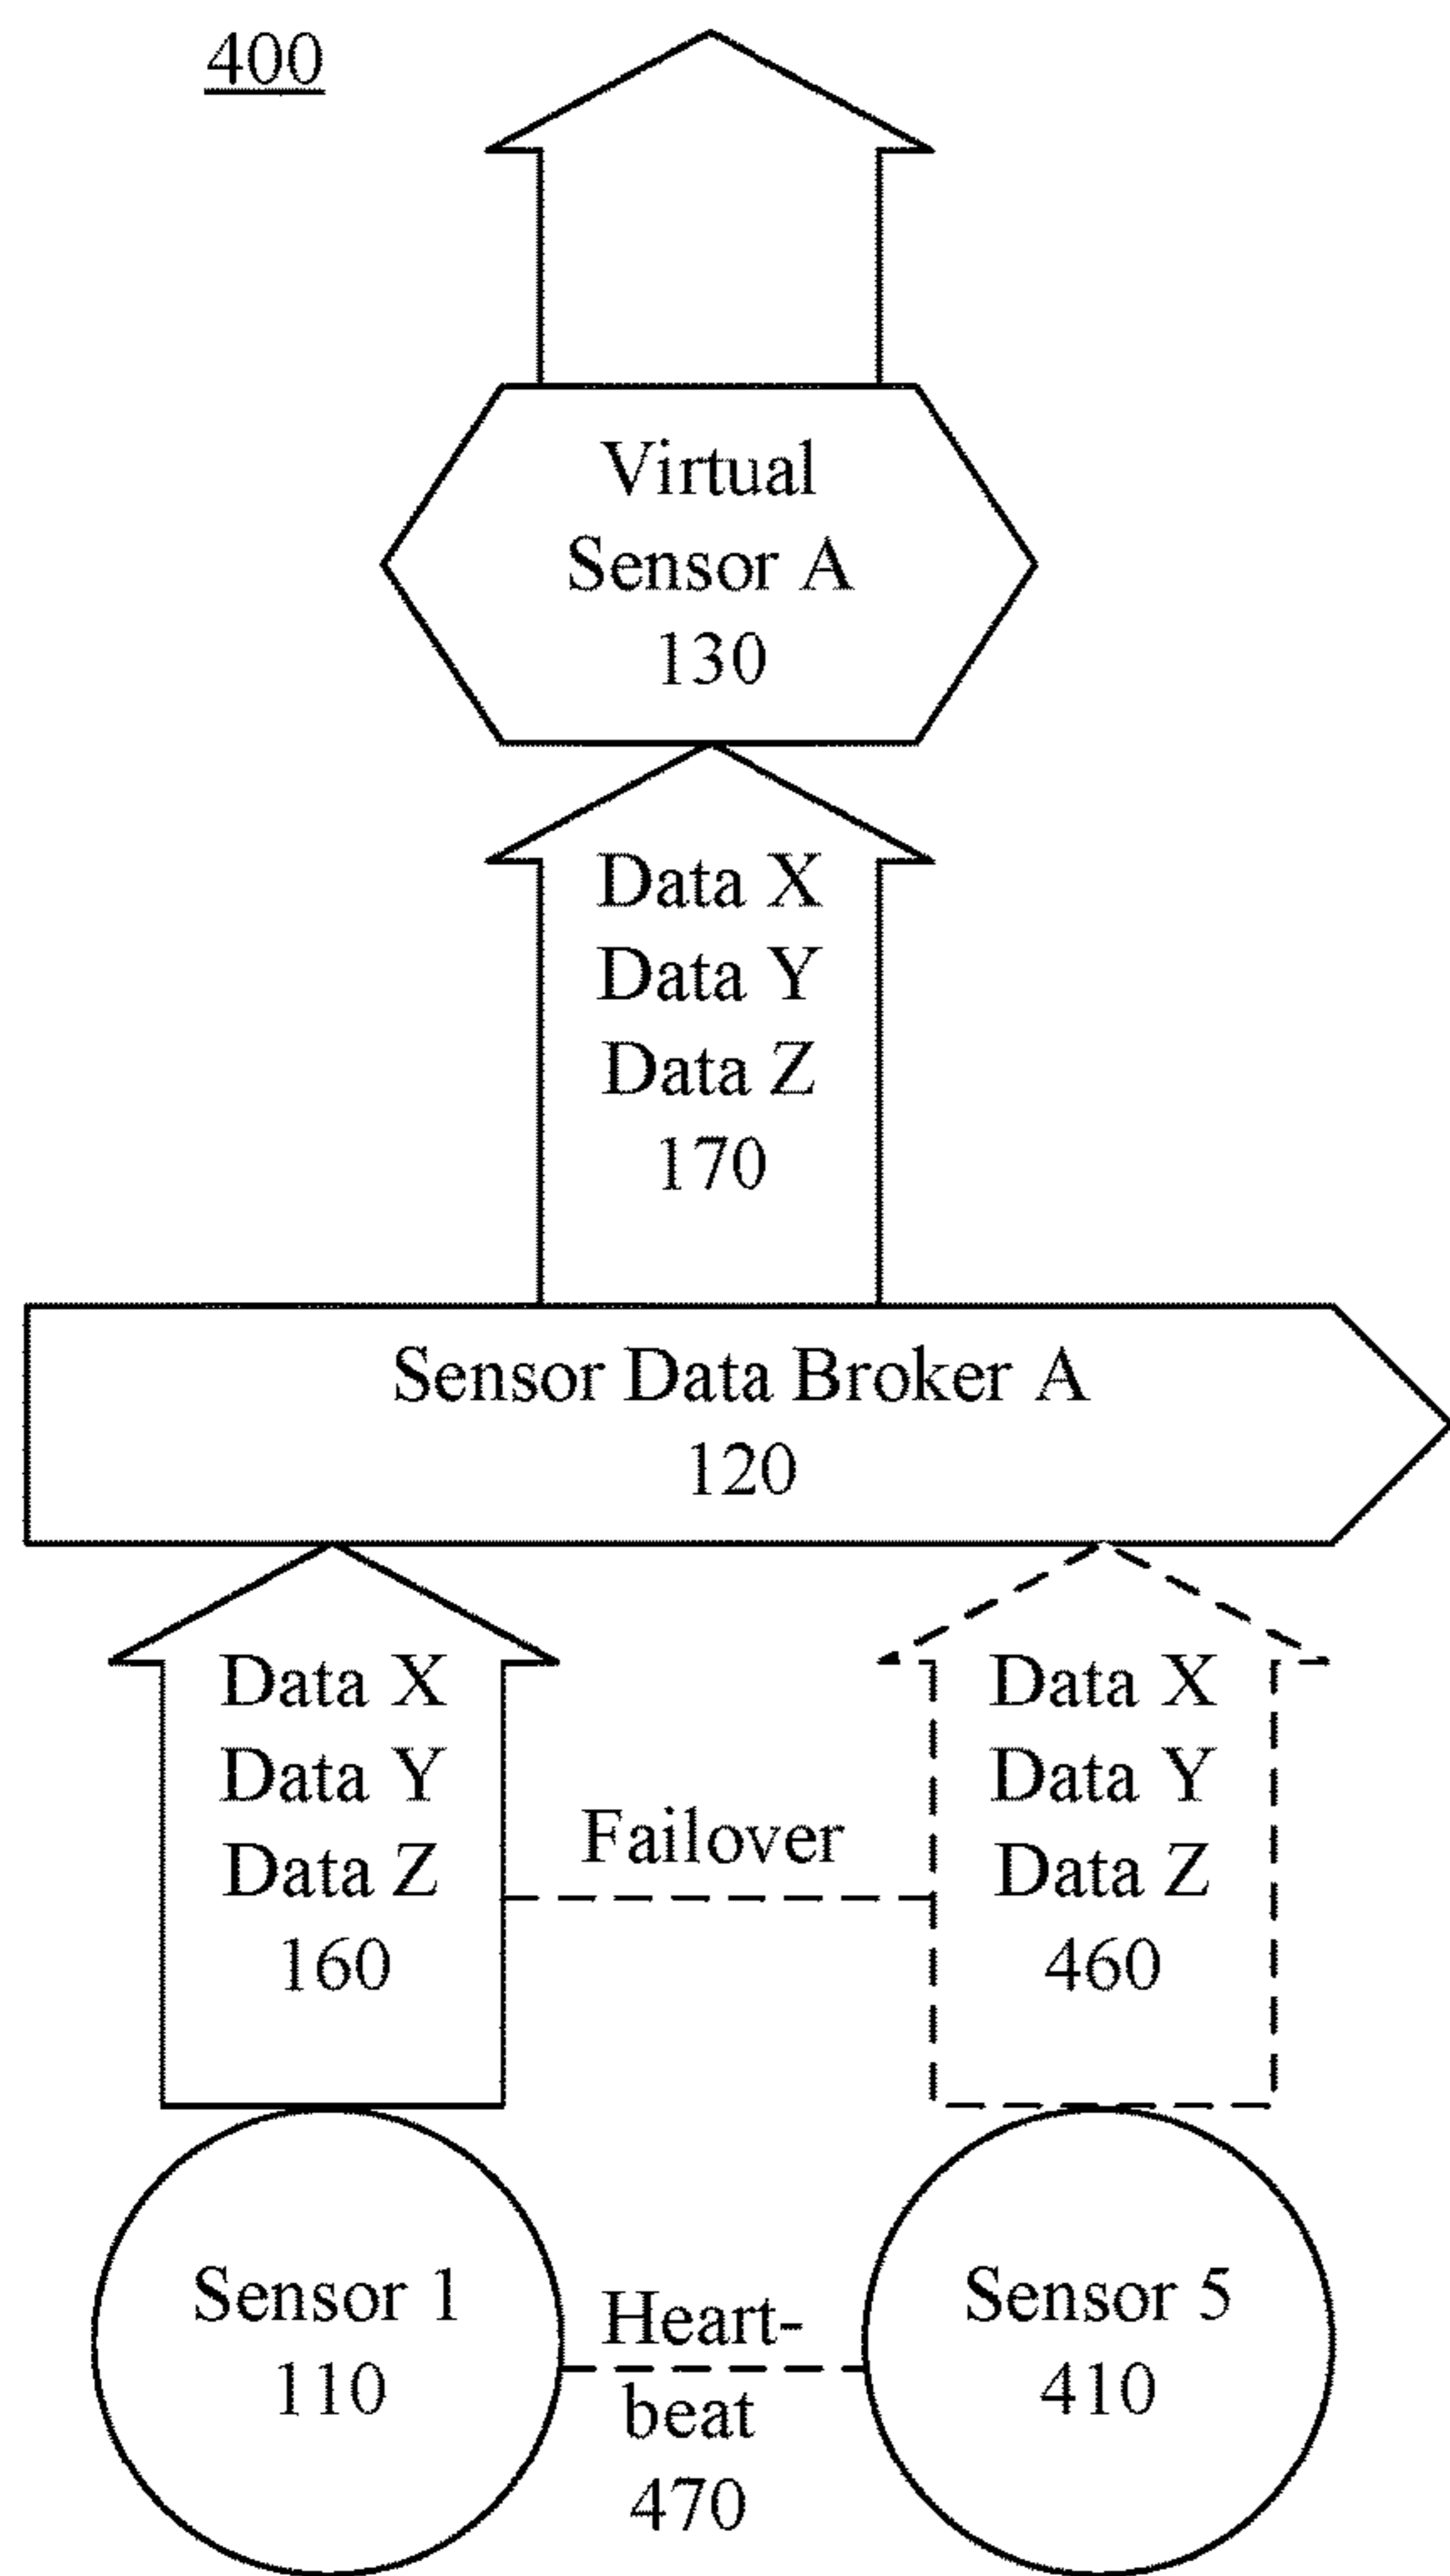 400
Virtual
Sensor A
130
Data X
Data Y
Data Z
170
Sensor Data Broker A
120
Data X
Data Y
Data Z
160
Failover
Data X
Data Y
Data Z
460
Sensor 1
110
Heart-
beat
470
Sensor 5
410